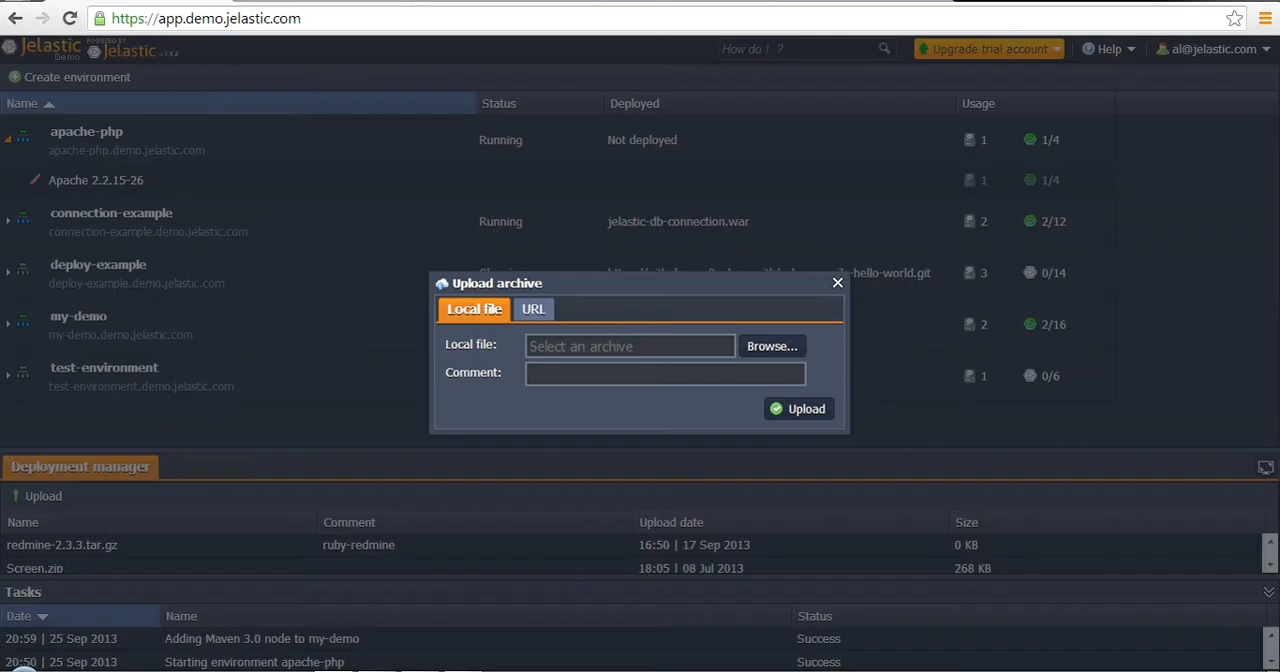 https://app.demo.jelastic.com
Jelastic Demo POWERED BY Jelastic How do I..? Upgrade trial account Help al@jelastic.com
Create environment
Name Status Deployed Usage
apache-php Running Not deployed 1 1/4
apache-php.demo.jelastic.com
Apache 2.2.15-26 1 1/4
connection-example Running jelastic-db-connection.war 2 2/12
connection-example.demo.jelastic.com
deploy-example -hello-world.git 3 0/14
deploy-example.demo.jelastic.com
my-demo 2 2/16
my-demo.demo.jelastic.com
test-environment 1 0/6
test-environment.demo.jelastic.com
Upload archive
Local file URL
Local file: Select an archive Browse...
Comment:
Upload
Deployment manager
Upload
Name Comment Upload date Size
redmine-2.3.3.tar.gz ruby-redmine 16:50 | 17 Sep 2013 0 KB
Screen.zip 18:05 | 08 Jul 2013 268 KB
Tasks
Date Name Status
20:59 | 25 Sep 2013 Adding Maven 3.0 node to my-demo Success
20:50 | 25 Sep 2013 Starting environment apache-php Success